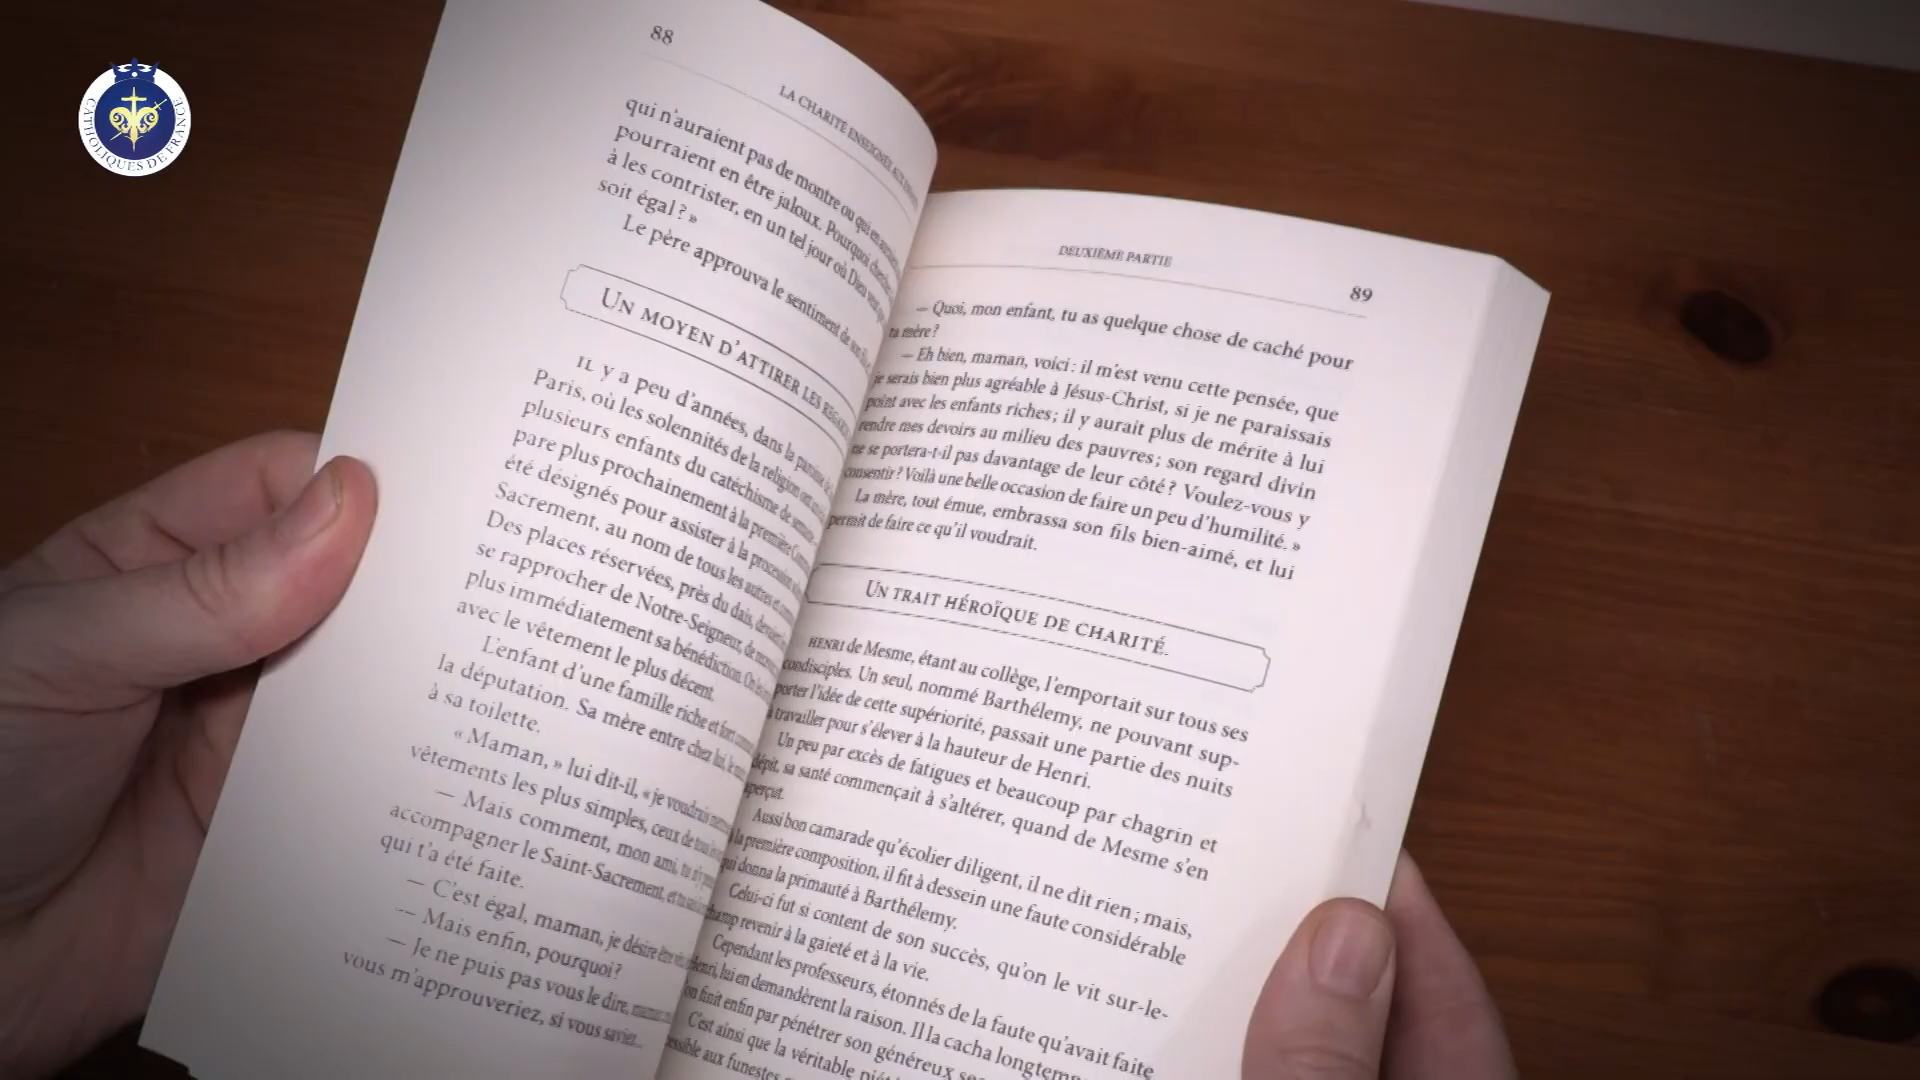 CATHOLIQUES DE FRANCE
88
LA CHARITÉ ENSEIGNÉE AUX
qui n'auraient pas de montre ou qui en
pourraient en être jaloux. Pourquoi
à les contrister, en un tel jour où Dieu
soit égal ? »
Le père approuva le sentiment de son
UN MOYEN D'ATTIRER LES
IL y a peu d'années, dans la
Paris, où les solennités de la religion ont
plusieurs enfants du catéchisme de
pare plus prochainement à la première
été désignés pour assister à la procession
Sacrement, au nom de tous les autres
Des places réservées, près du dais,
se rapprocher de Notre-Seigneur, de
plus immédiatement sa bénédiction. On
avec le vêtement le plus décent.
L'enfant d'une famille riche et fort
la députation. Sa mère entre chez lui, le
à sa toilette.
« Maman, » lui dit-il, « je voudrais
vêtements les plus simples, ceux de
— Mais comment, mon ami, tu
accompagner le Saint-Sacrement, et tu
qui t'a été faite.
— C'est égal, maman, je désire être
— Mais enfin, pourquoi ?
— Je ne puis pas vous le dire, maman
vous m'approuveriez, si vous saviez...
DEUXIÈME PARTIE
89
— Quoi, mon enfant, tu as quelque chose de caché pour
ta mère ?
— Eh bien, maman, voici : il m'est venu cette pensée, que
je serais bien plus agréable à Jésus-Christ, si je ne paraissais
point avec les enfants riches ; il y aurait plus de mérite à lui
rendre mes devoirs au milieu des pauvres ; son regard divin
ne se portera-t-il pas davantage de leur côté ? Voulez-vous y
consentir ? Voilà une belle occasion de faire un peu d'humilité. »
La mère, tout émue, embrassa son fils bien-aimé, et lui
permit de faire ce qu'il voudrait.
UN TRAIT HÉROÏQUE DE CHARITÉ.
HENRI de Mesme, étant au collège, l'emportait sur tous ses
condisciples. Un seul, nommé Barthélemy, ne pouvant sup-
porter l'idée de cette supériorité, passait une partie des nuits
à travailler pour s'élever à la hauteur de Henri.
Un peu par excès de fatigues et beaucoup par chagrin et
dépit, sa santé commençait à s'altérer, quand de Mesme s'en
aperçut.
Aussi bon camarade qu'écolier diligent, il ne dit rien ; mais,
à la première composition, il fit à dessein une faute considérable
qui donna la primauté à Barthélemy.
Celui-ci fut si content de son succès, qu'on le vit sur-le-
champ revenir à la gaieté et à la vie.
Cependant les professeurs, étonnés de la faute qu'avait faite
Henri, lui en demandèrent la raison. Il la cacha longtemps
on finit enfin par pénétrer son généreux
C'est ainsi que la véritable
aux funestes